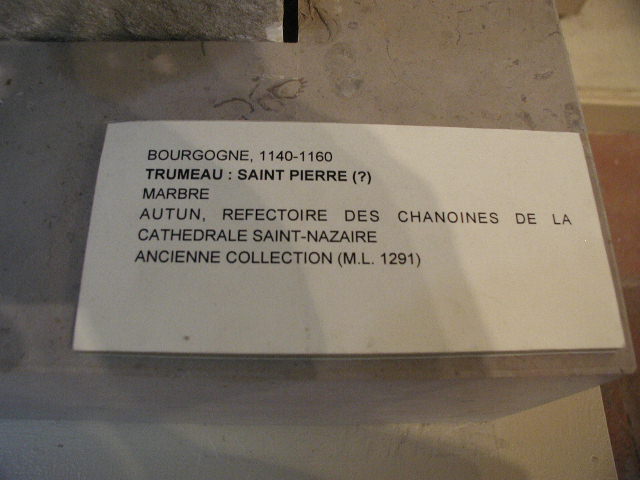 BOURGOGNE, 1140-1160
TRUMEAU : SAINT PIERRE (?)
MARBRE
AUTUN, REFECTOIRE DES CHANOINES DE LA
CATHEDRALE SAINT-NAZAIRE
ANCIENNE COLLECTION (M.L. 1291)